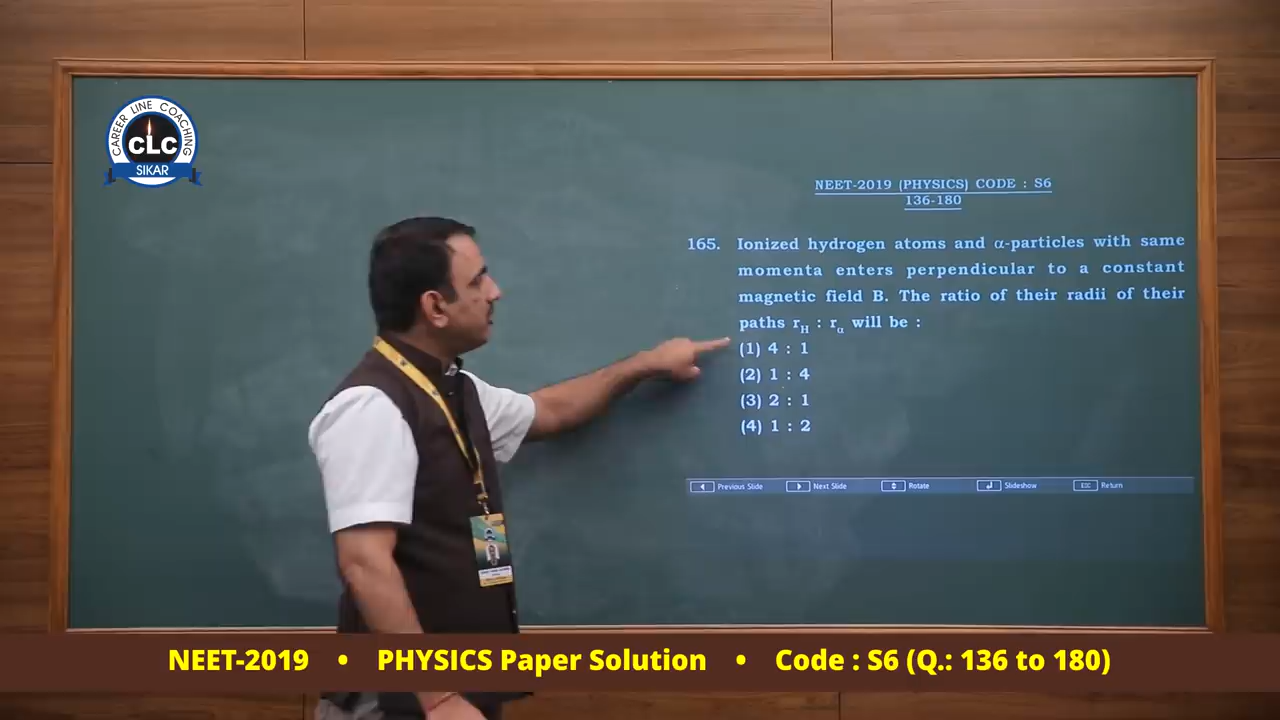 CAREER LINE COACHING
CLC
SIKAR
NEET-2019 (PHYSICS) CODE : S6
136-180
165. Ionized hydrogen atoms and α-particles with same
momenta enters perpendicular to a constant
magnetic field B. The ratio of their radii of their
paths rH : rα will be :
(1) 4 : 1
(2) 1 : 4
(3) 2 : 1
(4) 1 : 2
Previous Slide Next Slide Rotate Slideshow ESC Return
NEET-2019 • PHYSICS Paper Solution • Code : S6 (Q.: 136 to 180)